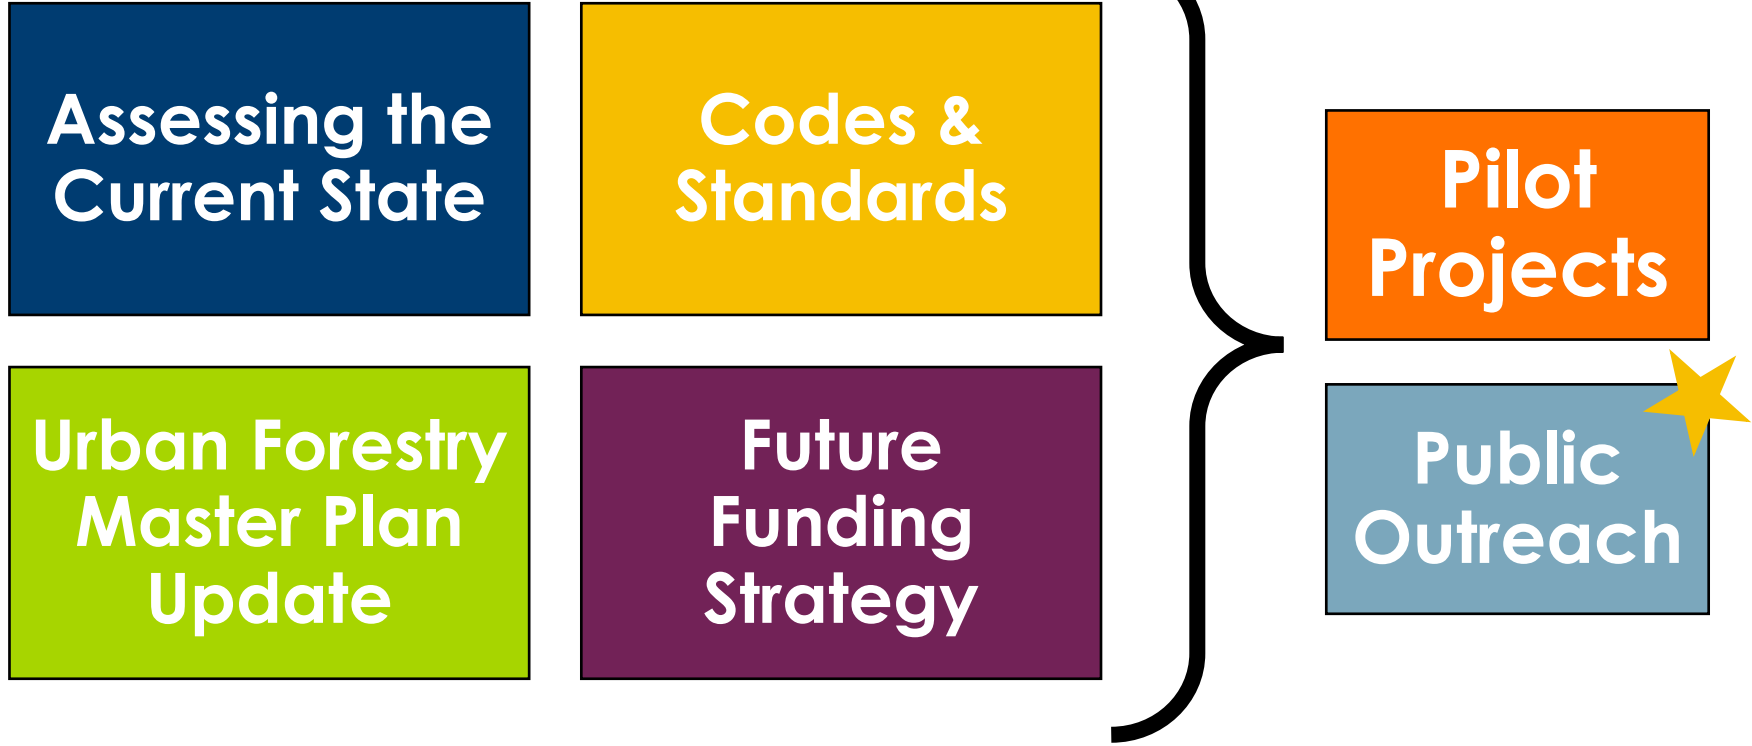 Assessing the
Current State
Codes &
Standards
Urban Forestry
Master Plan
Update
Future
Funding
Strategy
Pilot
Projects
Public
Outreach